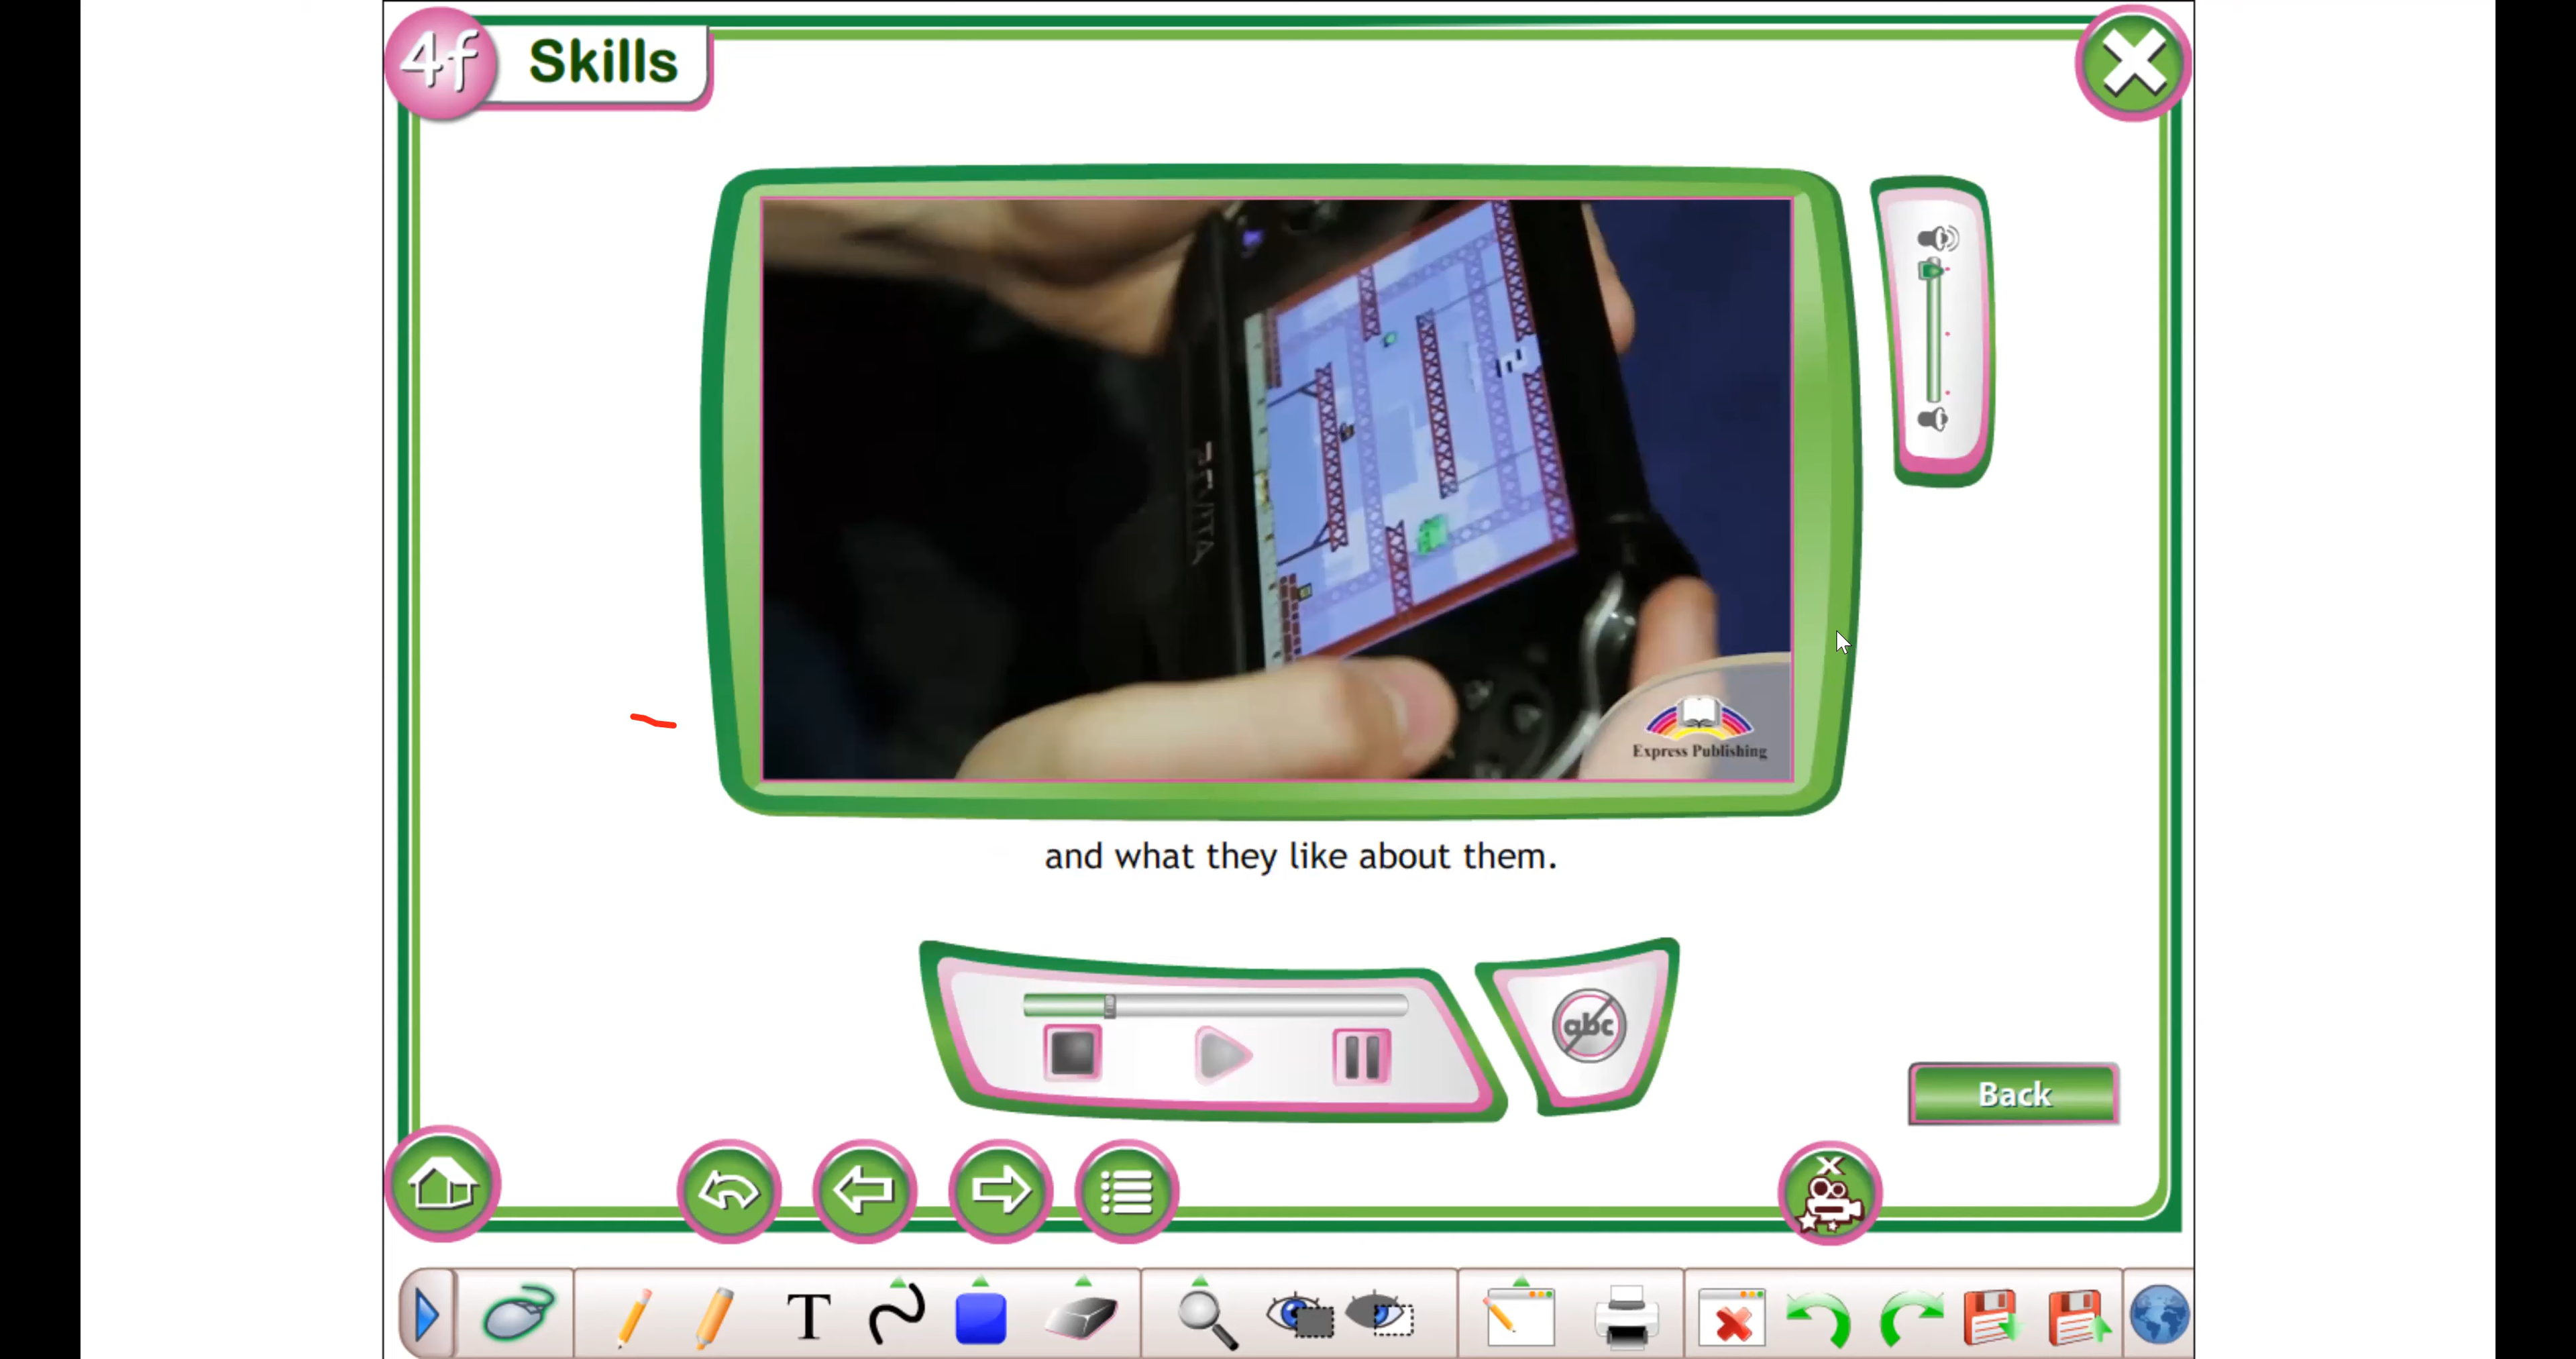 4f Skills
VITA
Express Publishing
and what they like about them.
abc
Back
T